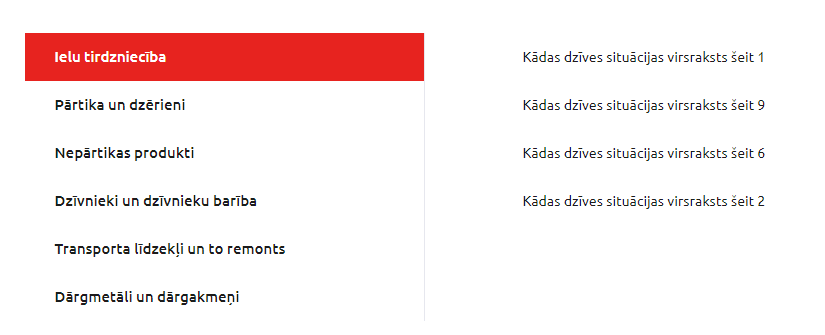 Ielu tirdzniecība
Pārtika un dzērieni
Nepārtikas produkti
Dzīvnieki un dzīvnieku barība
Transporta līdzekļi un to remonts
Dārgmetāli un dārgakmeņi
Kādas dzīves situācijas virsraksts šeit 1
Kādas dzīves situācijas virsraksts šeit 9
Kādas dzīves situācijas virsraksts šeit 6
Kādas dzīves situācijas virsraksts šeit 2